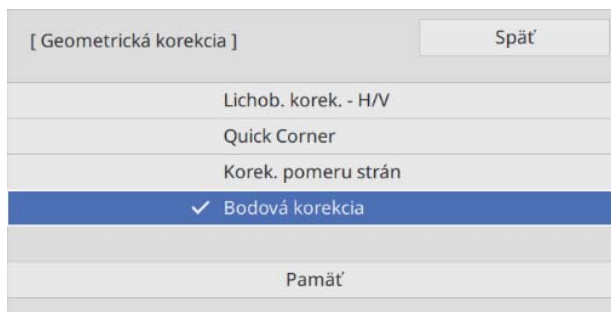 [ Geometrická korekcia ]
Späť
Lichob. korek. - H/V
Quick Corner
Korek. pomeru strán
Bodová korekcia
Pamäť